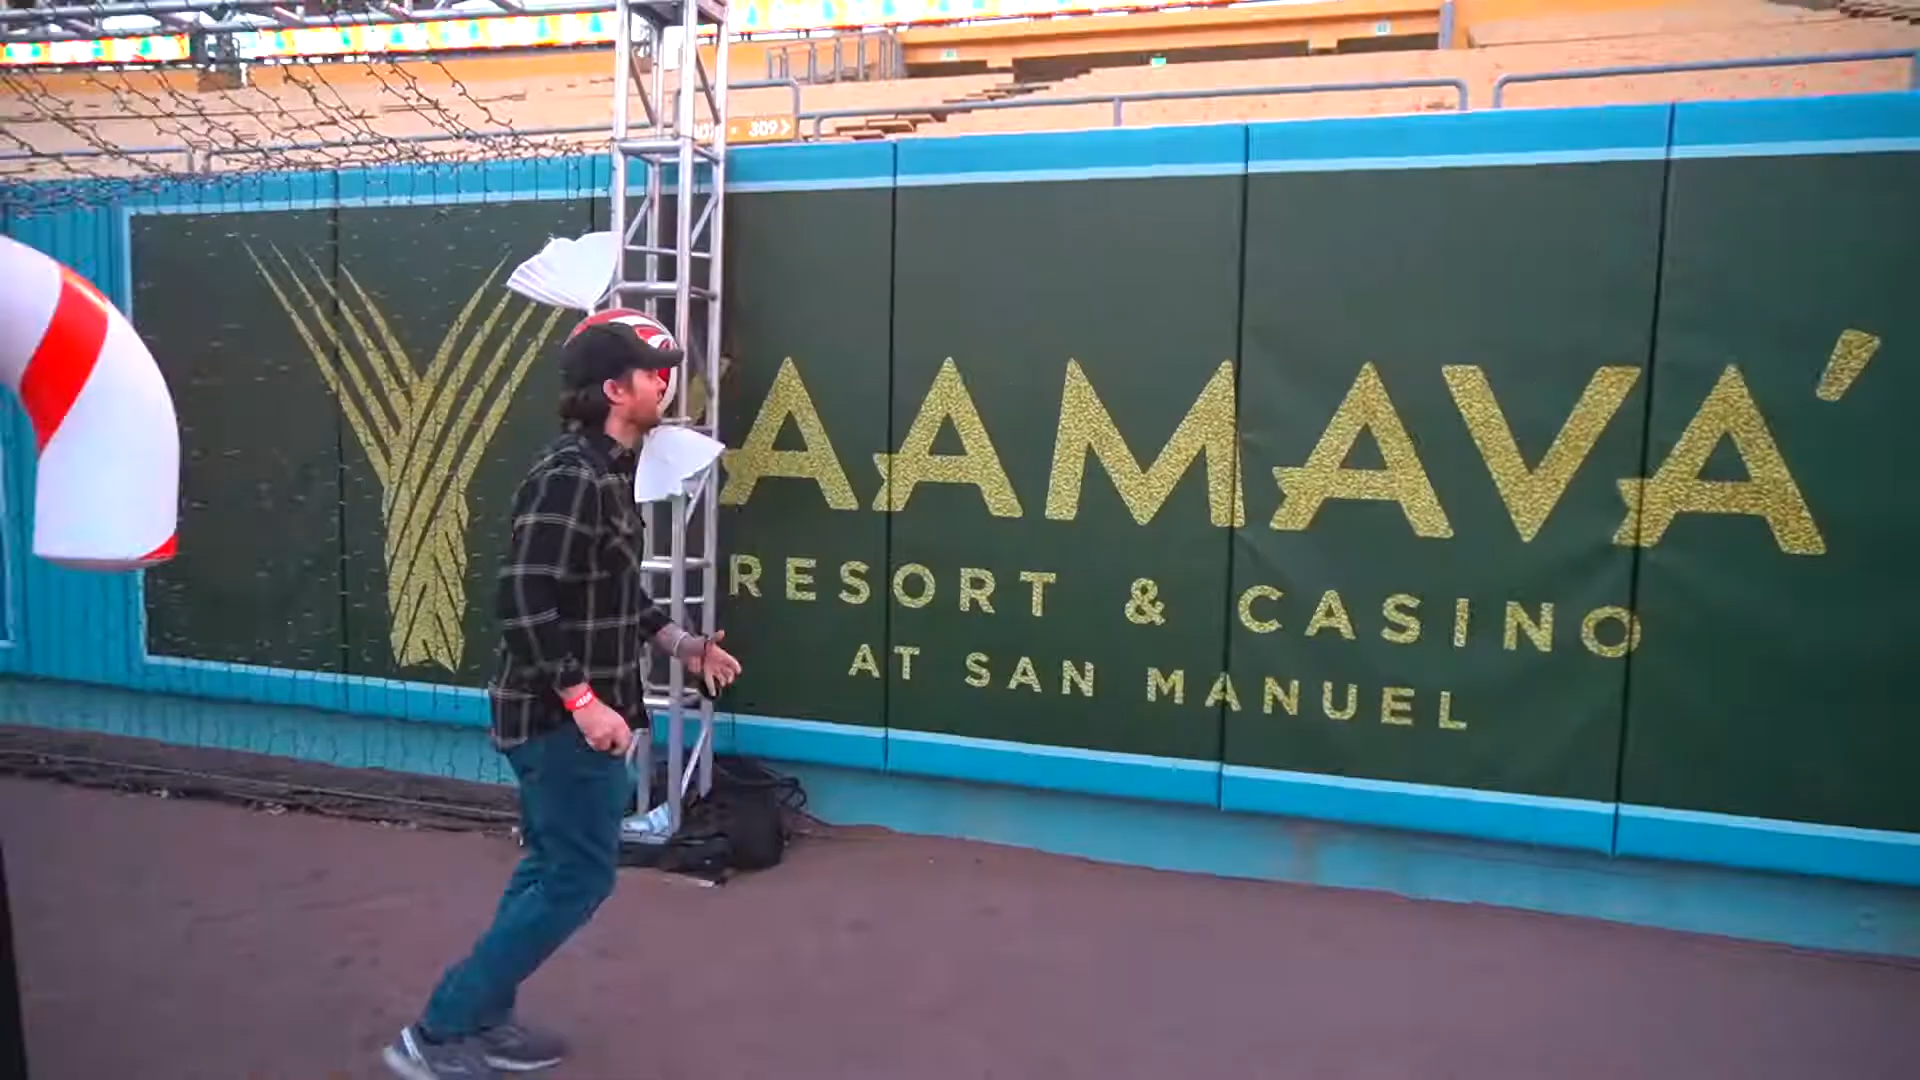 309 >
YAAMAVA'
RESORT & CASINO
AT SAN MANUEL